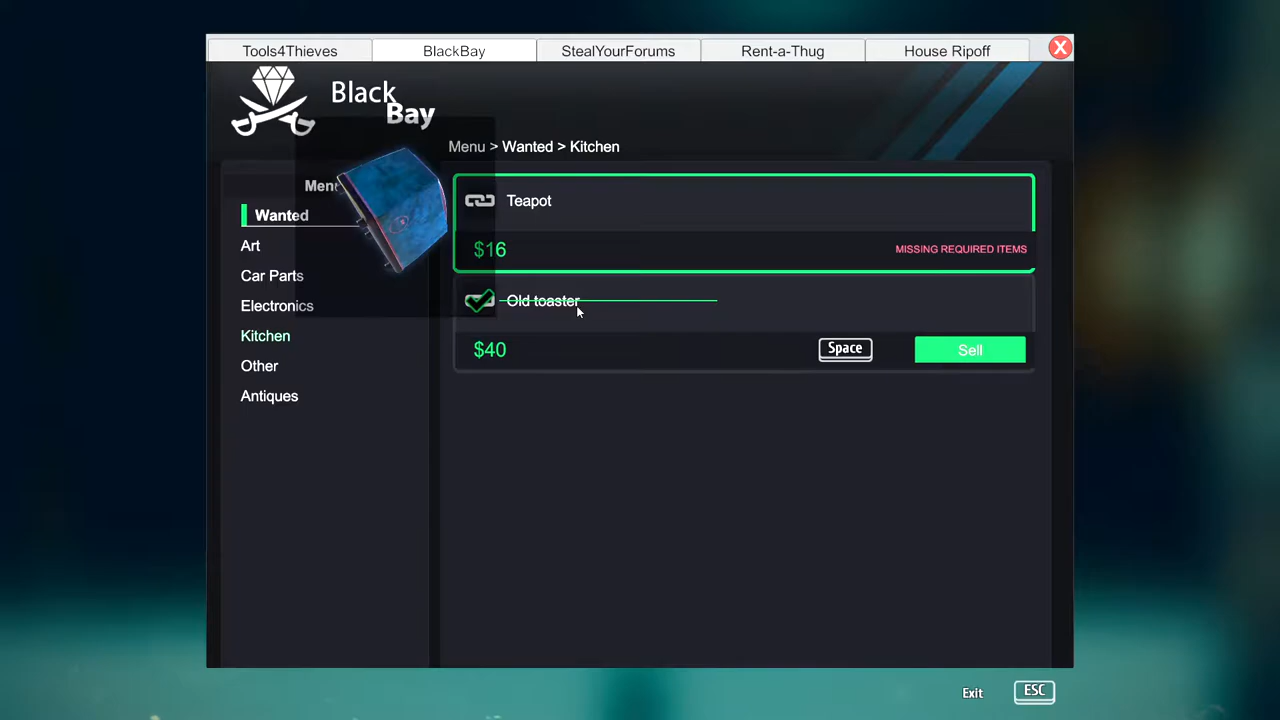 Tools4Thieves BlackBay StealYourForums Rent-a-Thug House Ripoff X
Black
Bay
Menu > Wanted > Kitchen
Menu
Wanted
Art
Car Parts
Electronics
Kitchen
Other
Antiques
Teapot
$16 MISSING REQUIRED ITEMS
Old toaster
$40 Space Sell
Exit ESC